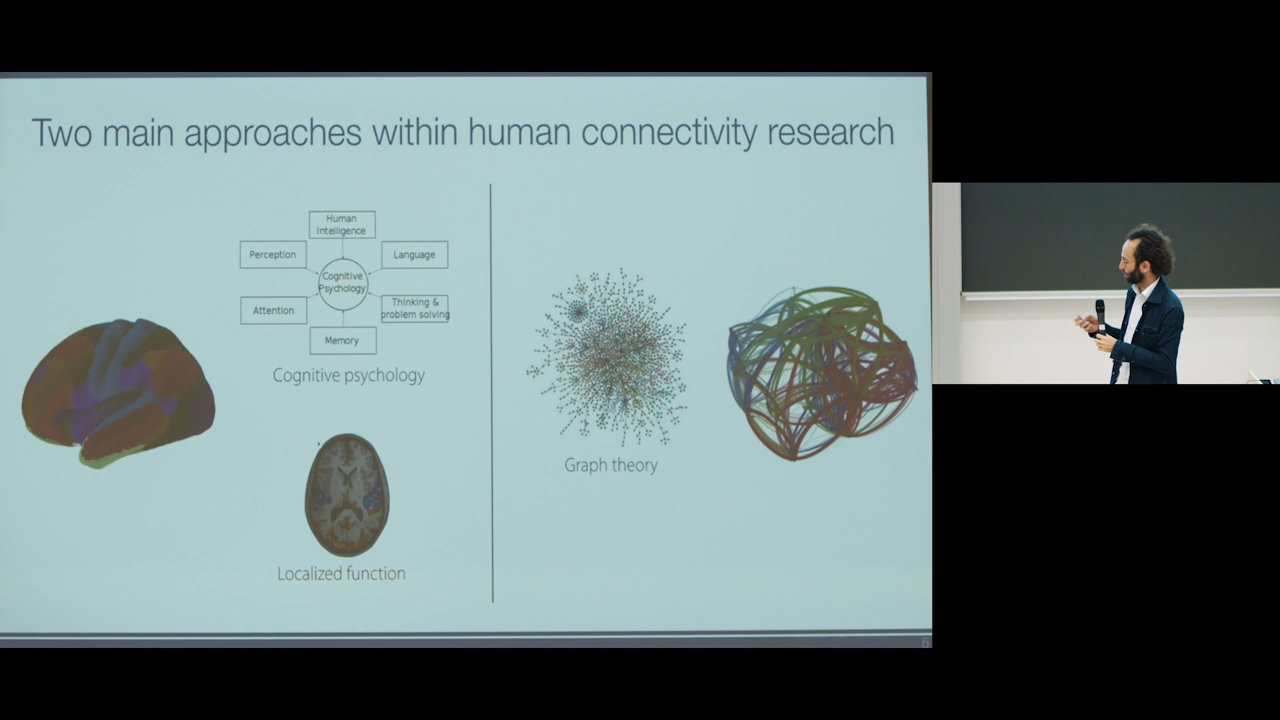 Two main approaches within human connectivity research
Human
Intelligence
Perception
Language
Cognitive
Psychology
Attention
Thinking &
problem solving
Memory
Cognitive psychology
Graph theory
Localized function
5